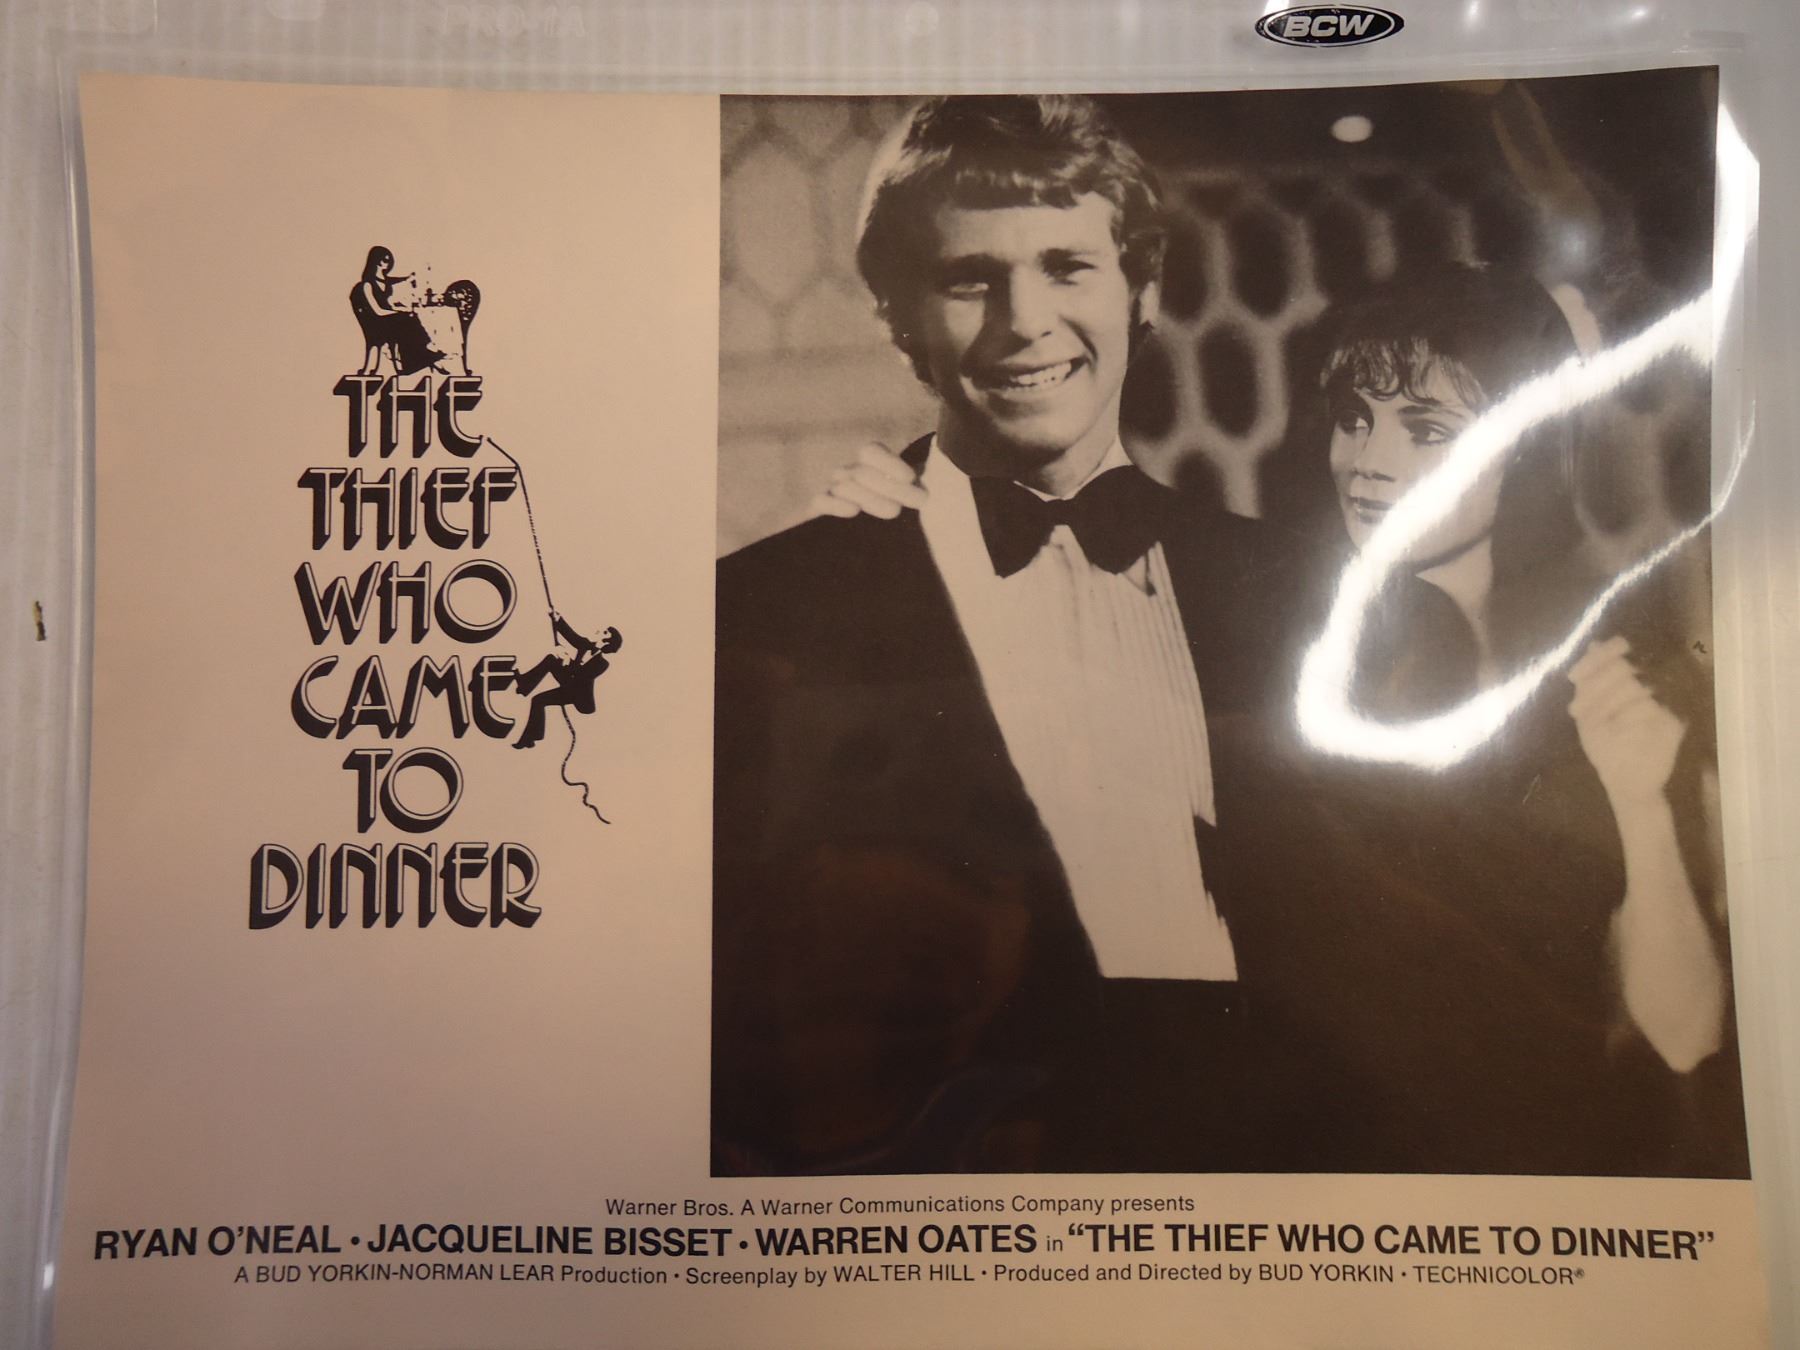 BCW
THE
THIEF
WHO
CAME
TO
DINNER
Warner Bros. A Warner Communications Company presents
RYAN O'NEAL • JACQUELINE BISSET • WARREN OATES in “THE THIEF WHO CAME TO DINNER”
A BUD YORKIN-NORMAN LEAR Production • Screenplay by WALTER HILL • Produced and Directed by BUD YORKIN • TECHNICOLOR®